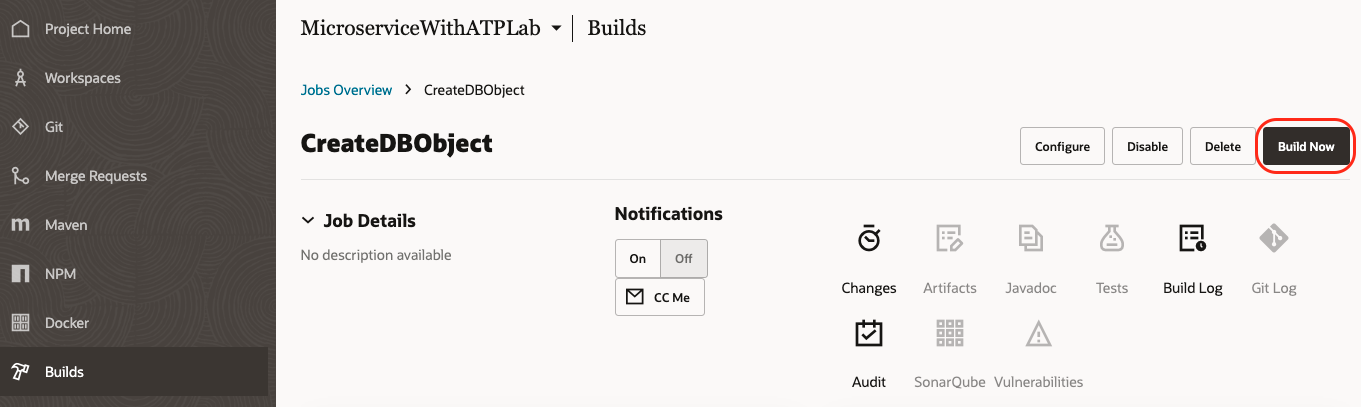 Project Home
Workspaces
Git
Merge Requests
Maven
NPM
Docker
Builds
MicroserviceWithATPLab | Builds
Jobs Overview > CreateDBObject
CreateDBObject
Configure Disable Delete Build Now
Job Details
No description available
Notifications
On Off
CC Me
Changes Artifacts Javadoc Tests Build Log Git Log
Audit SonarQube Vulnerabilities